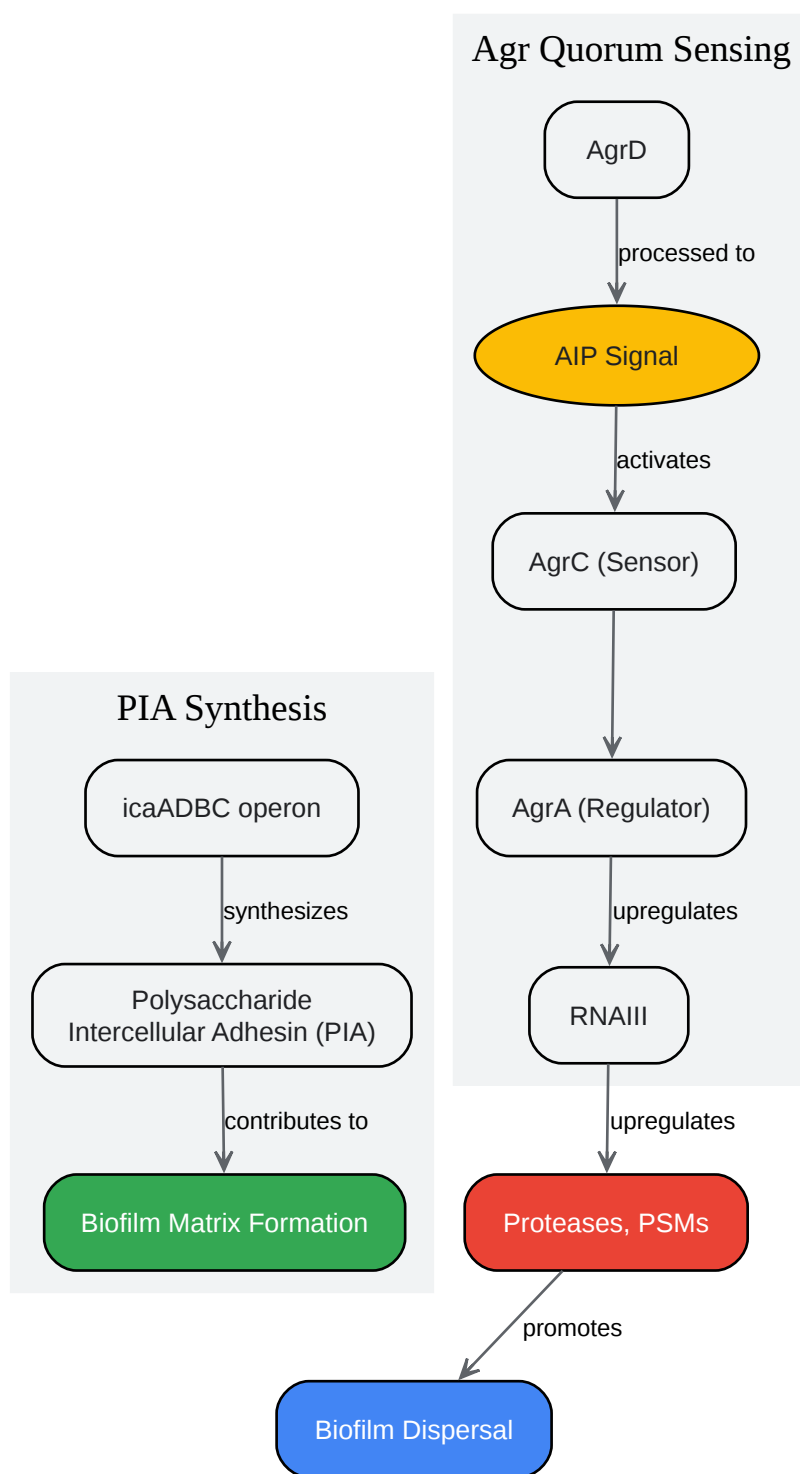 Agr Quorum Sensing
AgrD
processed to
AIP Signal
activates
AgrC (Sensor)
AgrA (Regulator)
upregulates
RNAIII
upregulates
Proteases, PSMs
promotes
Biofilm Dispersal
PIA Synthesis
icaADBC operon
synthesizes
Polysaccharide
Intercellular Adhesin (PIA)
contributes to
Biofilm Matrix Formation